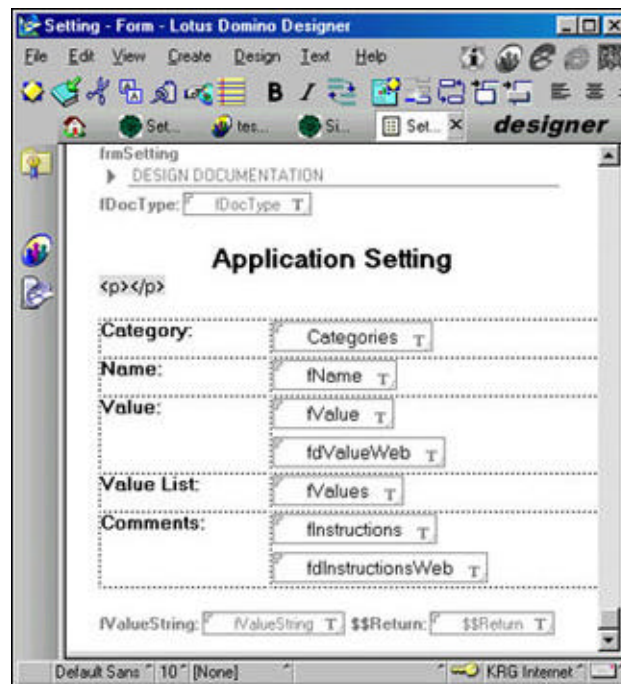 Setting - Form - Lotus Domino Designer
File Edit View Create Design Text Help
B I
Set... tes... Si... Set... × designer
frmSetting
DESIGN DOCUMENTATION
fDocType: fDocType T
Application Setting
<p></p>
Category: Categories T
Name: fName T
Value: fValue T
fdValueWeb T
Value List: fValues T
Comments: fInstructions T
fdInstructionsWeb T
fValueString: fValueString T $$Return: $$Return T
Default Sans 10 [None] KRG Internet